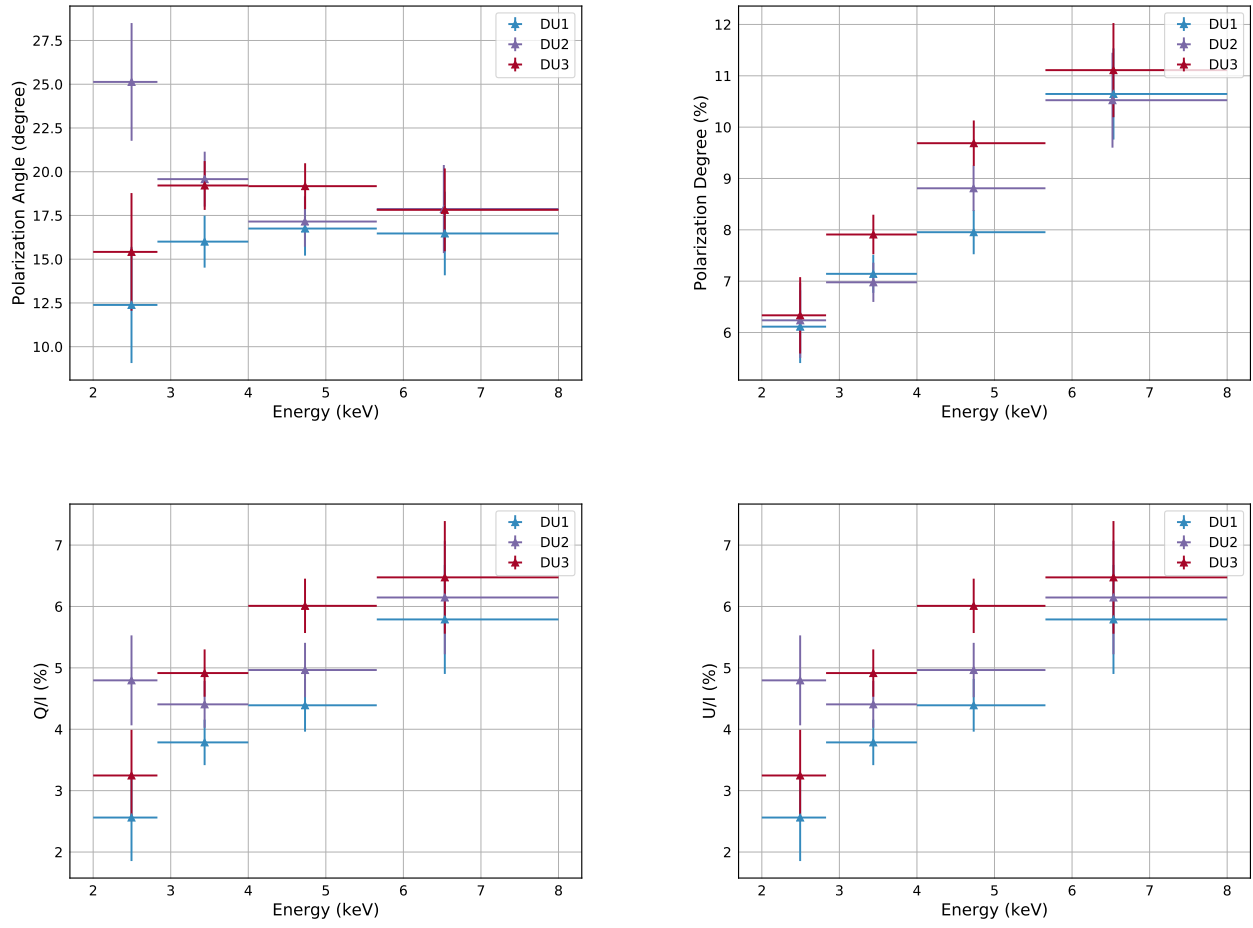 Polarization Angle (degree)
27.5
25.0
22.5
20.0
17.5
15.0
12.5
10.0
2 3 4 5 6 7 8
Energy (keV)
DU1
DU2
DU3
Polarization Degree (%)
12
11
10
9
8
7
6
2 3 4 5 6 7 8
Energy (keV)
DU1
DU2
DU3
Q/I (%)
7
6
5
4
3
2
2 3 4 5 6 7 8
Energy (keV)
DU1
DU2
DU3
U/I (%)
7
6
5
4
3
2
2 3 4 5 6 7 8
Energy (keV)
DU1
DU2
DU3